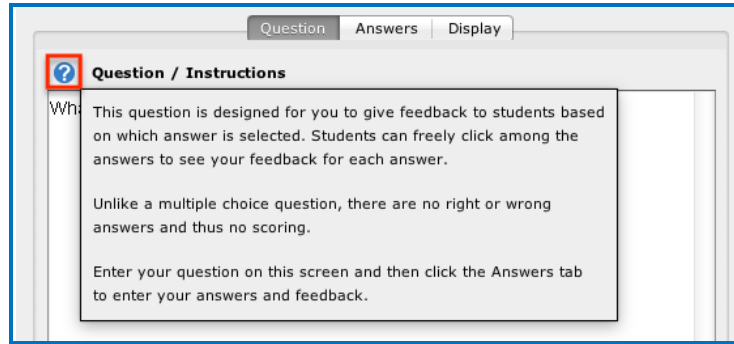 Question Answers Display
? Question / Instructions
Wh
This question is designed for you to give feedback to students based
on which answer is selected. Students can freely click among the
answers to see your feedback for each answer.
Unlike a multiple choice question, there are no right or wrong
answers and thus no scoring.
Enter your question on this screen and then click the Answers tab
to enter your answers and feedback.